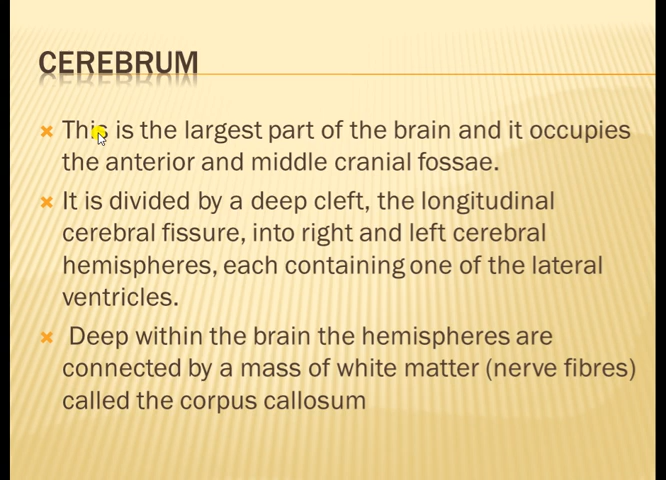 CEREBRUM
This is the largest part of the brain and it occupies
the anterior and middle cranial fossae.
It is divided by a deep cleft, the longitudinal
cerebral fissure, into right and left cerebral
hemispheres, each containing one of the lateral
ventricles.
Deep within the brain the hemispheres are
connected by a mass of white matter (nerve fibres)
called the corpus callosum